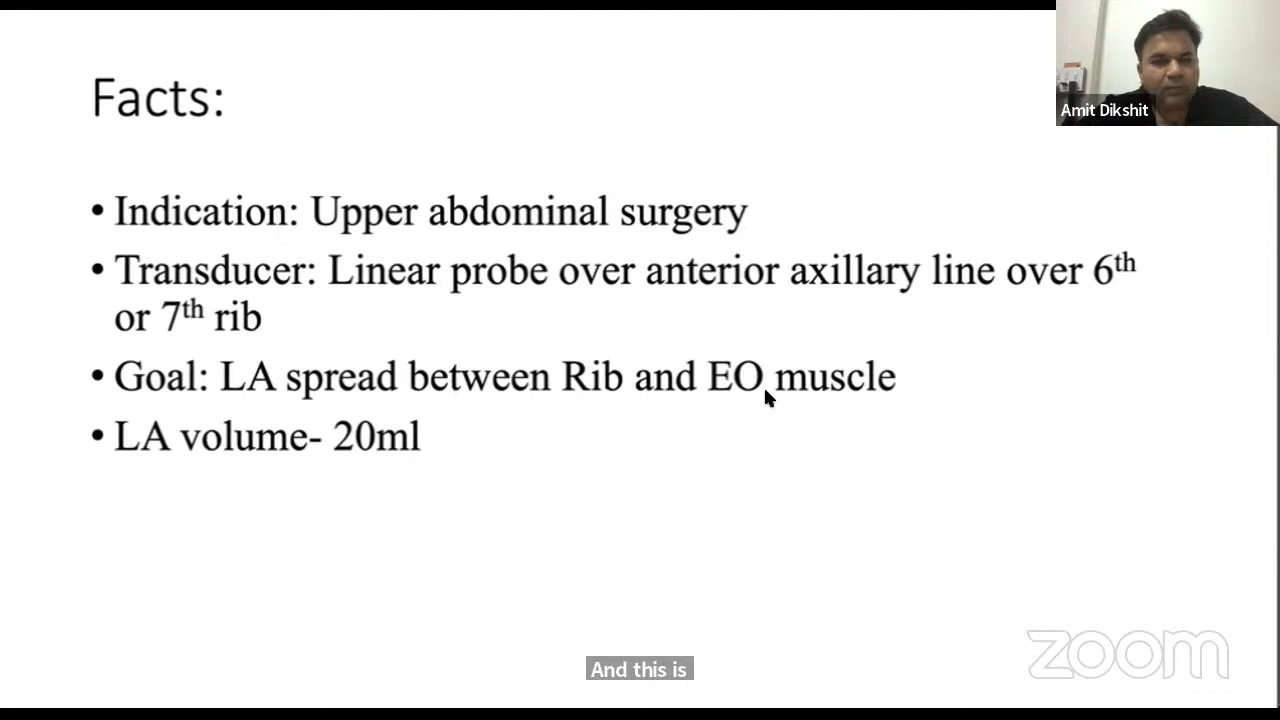 Facts:
Amit Dikshit
• Indication: Upper abdominal surgery
• Transducer: Linear probe over anterior axillary line over 6th
or 7th rib
• Goal: LA spread between Rib and EO muscle
• LA volume- 20ml
zoom
And this is